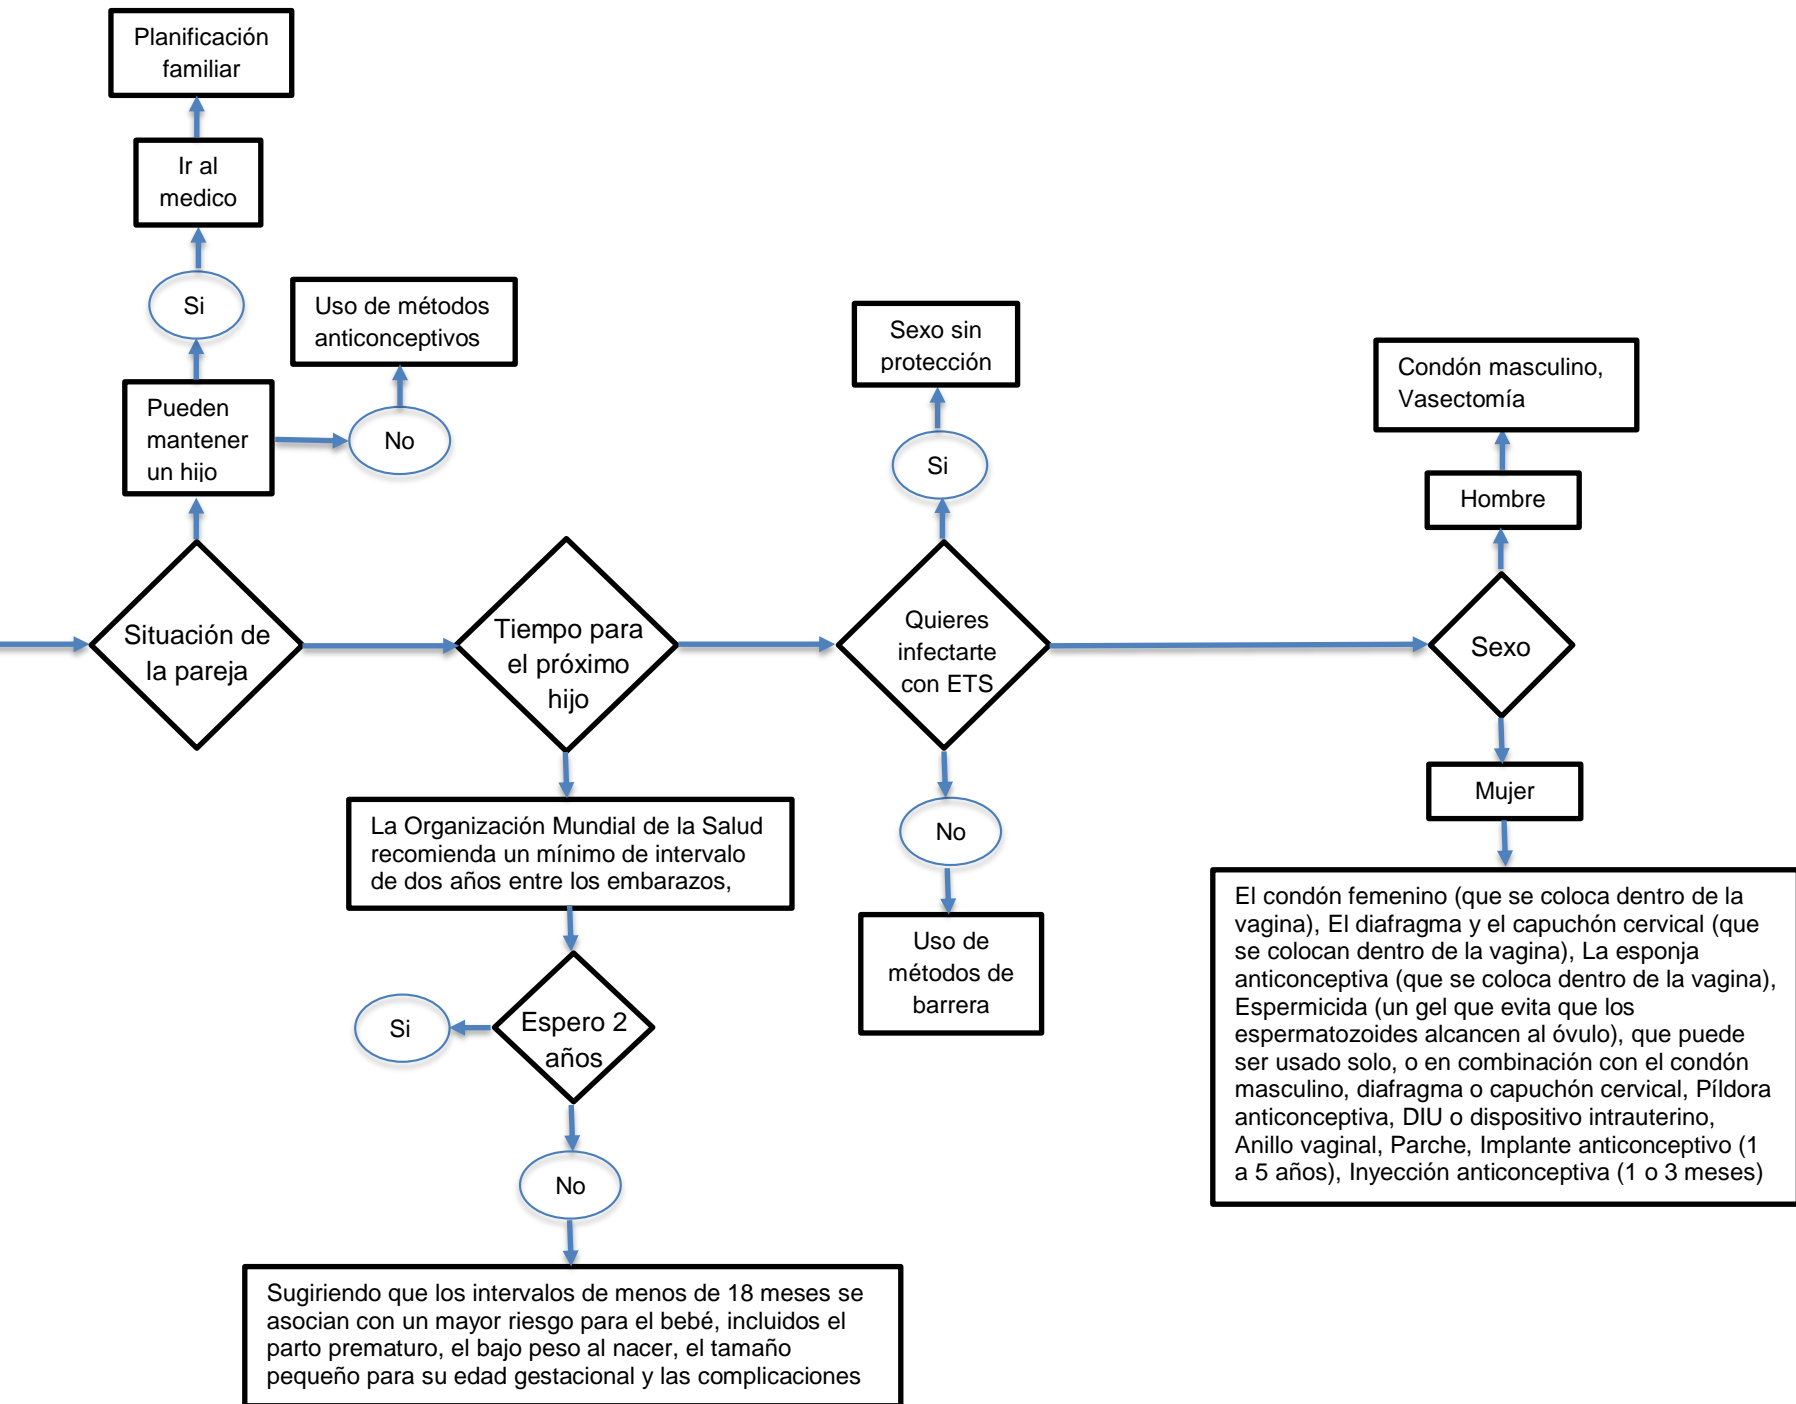 Planificación
familiar
Ir al
medico
Si
Uso de métodos
anticonceptivos
Pueden
mantener
un hijo
No
Situación de
la pareja
Tiempo para
el próximo
hijo
La Organización Mundial de la Salud
recomienda un mínimo de intervalo
de dos años entre los embarazos,
Espero 2
años
Si
No
Sugiriendo que los intervalos de menos de 18 meses se
asocian con un mayor riesgo para el bebé, incluidos el
parto prematuro, el bajo peso al nacer, el tamaño
pequeño para su edad gestacional y las complicaciones
Sexo sin
protección
Si
Quieres
infectarte
con ETS
No
Uso de
métodos de
barrera
Condón masculino,
Vasectomía
Hombre
Sexo
Mujer
El condón femenino (que se coloca dentro de la
vagina), El diafragma y el capuchón cervical (que
se colocan dentro de la vagina), La esponja
anticonceptiva (que se coloca dentro de la vagina),
Espermicida (un gel que evita que los
espermatozoides alcancen al óvulo), que puede
ser usado solo, o en combinación con el condón
masculino, diafragma o capuchón cervical, Píldora
anticonceptiva, DIU o dispositivo intrauterino,
Anillo vaginal, Parche, Implante anticonceptivo (1
a 5 años), Inyección anticonceptiva (1 o 3 meses)